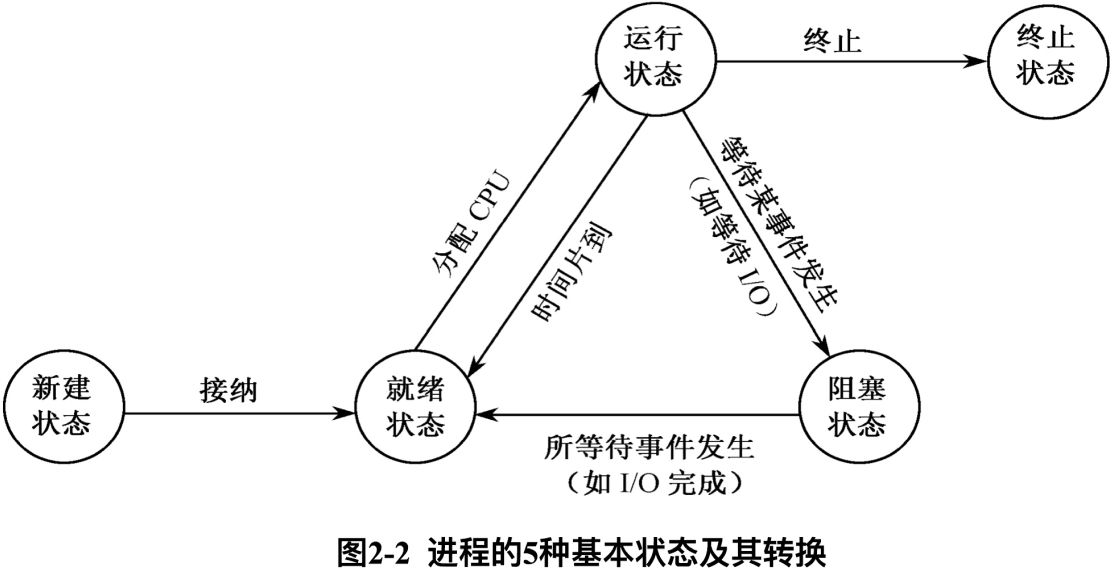 运行
状态
终止
终止
状态
分配 CPU
时间片到
等待某事件发生
（如等待 I/O）
新建
状态
接纳
就绪
状态
阻塞
状态
所等待事件发生
（如 I/O 完成）
图2-2 进程的5种基本状态及其转换